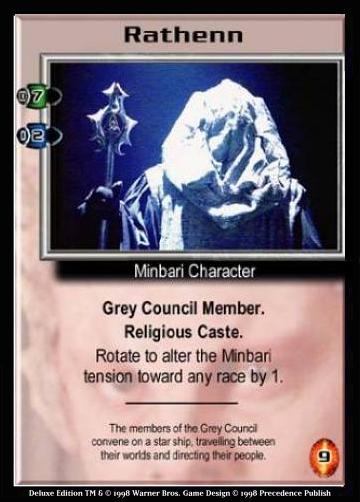 Rathenn
7
2
Minbari Character
Grey Council Member.
Religious Caste.
Rotate to alter the Minbari
tension toward any race by 1.
The members of the Grey Council
convene on a star ship, travelling between
their worlds and directing their people.
9
Deluxe Edition TM & © 1998 Warner Bros. Game Design © 1998 Precedence Publish